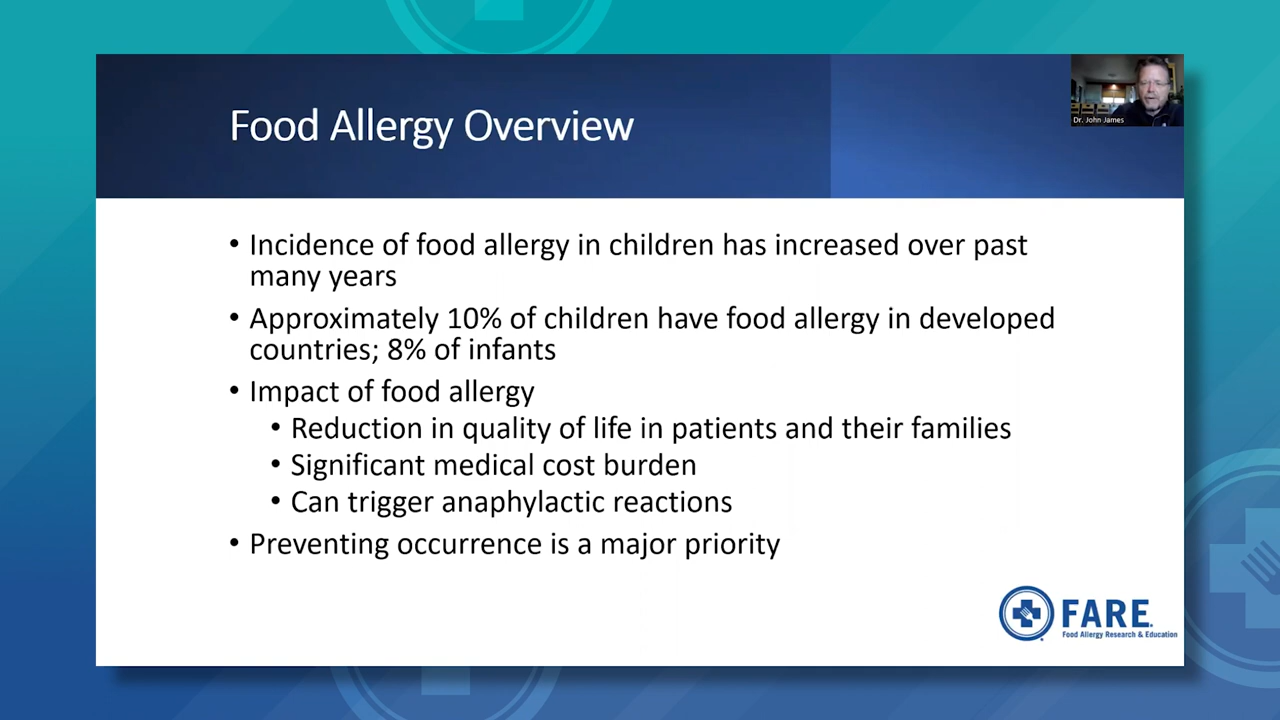 Food Allergy Overview
Dr. John James
• Incidence of food allergy in children has increased over past
many years
• Approximately 10% of children have food allergy in developed
countries; 8% of infants
• Impact of food allergy
• Reduction in quality of life in patients and their families
• Significant medical cost burden
• Can trigger anaphylactic reactions
• Preventing occurrence is a major priority
FARE
Food Allergy Research & Education